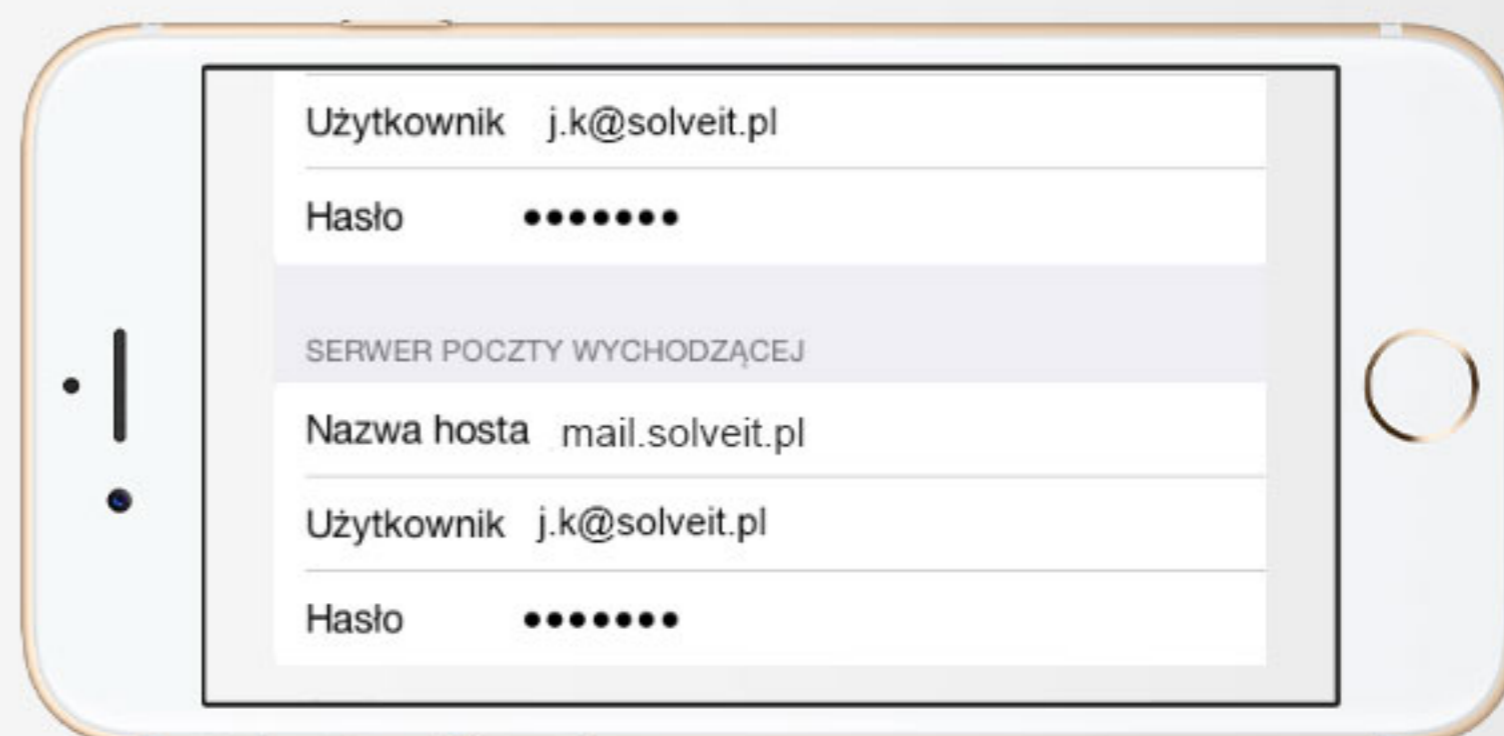 Użytkownik j.k@solveit.pl
Hasło •••••••
SERWER POCZTY WYCHODZĄCEJ
Nazwa hosta mail.solveit.pl
Użytkownik j.k@solveit.pl
Hasło •••••••